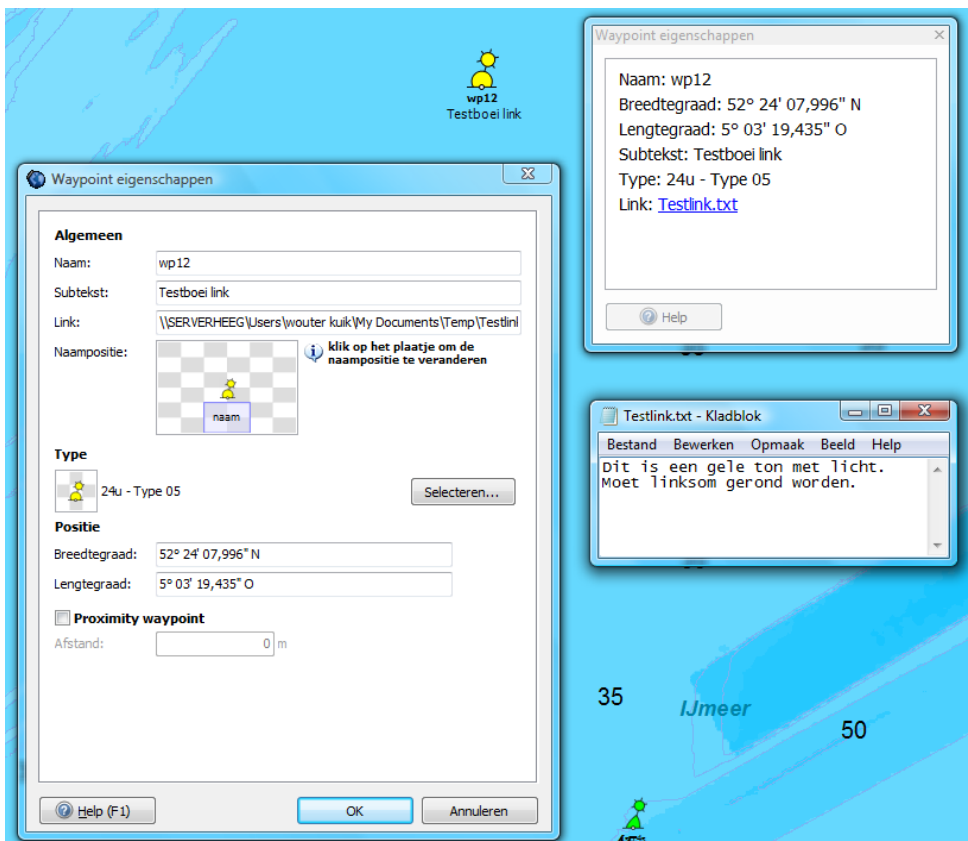 wp12
Testboei link
Waypoint eigenschappen
Naam: wp12
Breedtegraad: 52° 24' 07,996" N
Lengtegraad: 5° 03' 19,435" O
Subtekst: Testboei link
Type: 24u - Type 05
Link: Testlink.txt
Help
Waypoint eigenschappen
Algemeen
Naam: wp12
Subtekst: Testboei link
Link: \\SERVERHEEG\Users\wouter kuik\My Documents\Temp\Testlinl
Naampositie:
klik op het plaatje om de
naampositie te veranderen
naam
Type
24u - Type 05
Selecteren...
Positie
Breedtegraad: 52° 24' 07,996" N
Lengtegraad: 5° 03' 19,435" O
Proximity waypoint
Afstand: 0 m
Help (F1)
OK
Annuleren
Testlink.txt - Kladblok
Bestand Bewerken Opmaak Beeld Help
Dit is een gele ton met licht.
Moet linksom gerond worden.
35
IJmeer
50